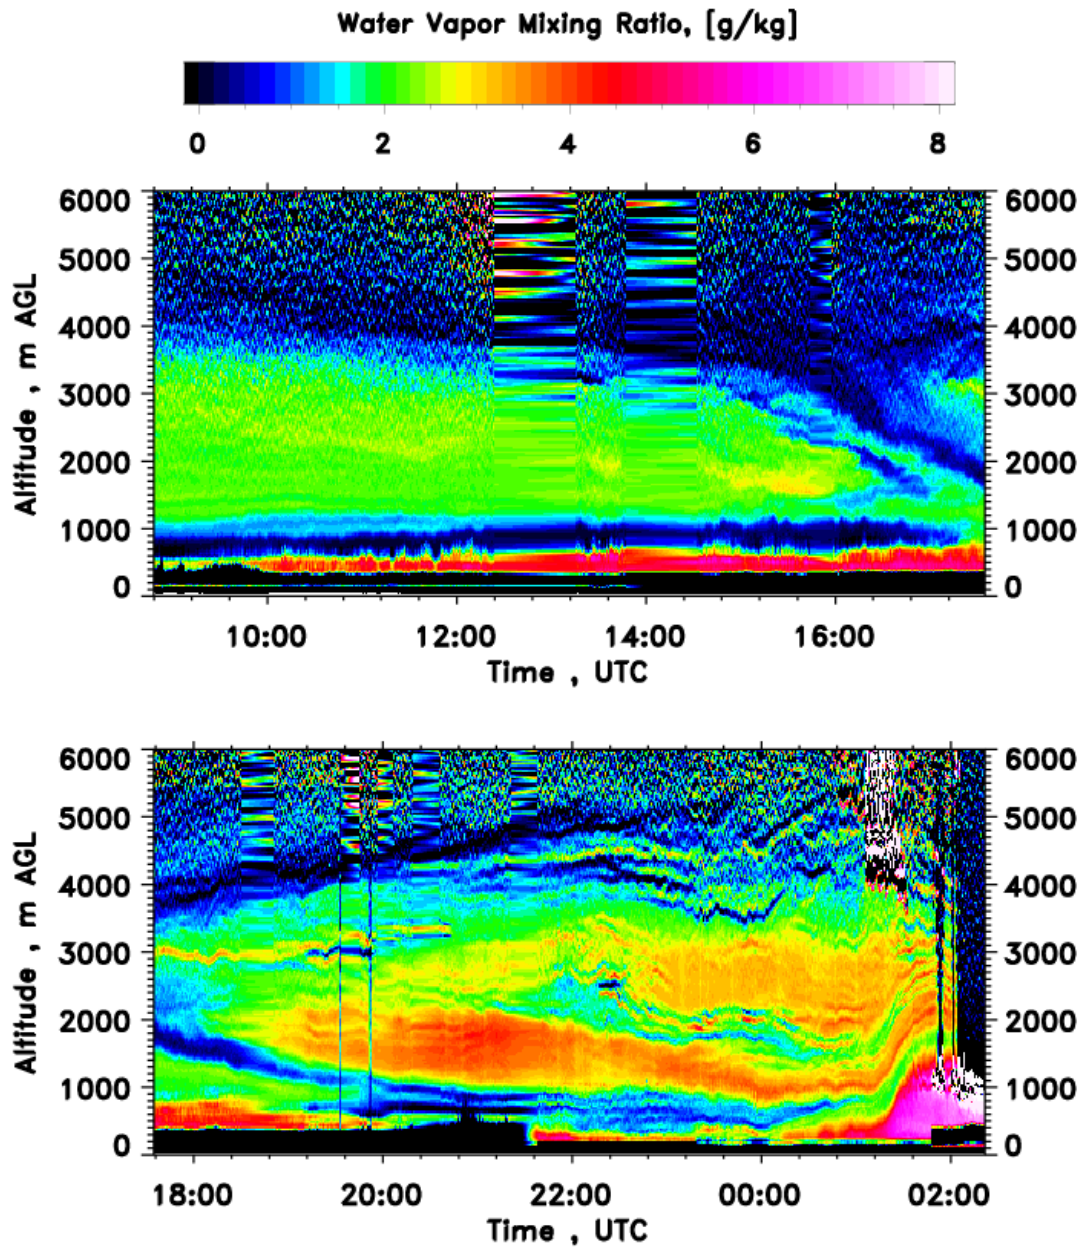 Water Vapor Mixing Ratio, [g/kg]
0 2 4 6 8
6000 6000
5000 5000
4000 4000
3000 3000
2000 2000
1000 1000
0 0
Altitude , m AGL
10:00 12:00 14:00 16:00
Time , UTC
6000 6000
5000 5000
4000 4000
3000 3000
2000 2000
1000 1000
0 0
Altitude , m AGL
18:00 20:00 22:00 00:00 02:00
Time , UTC